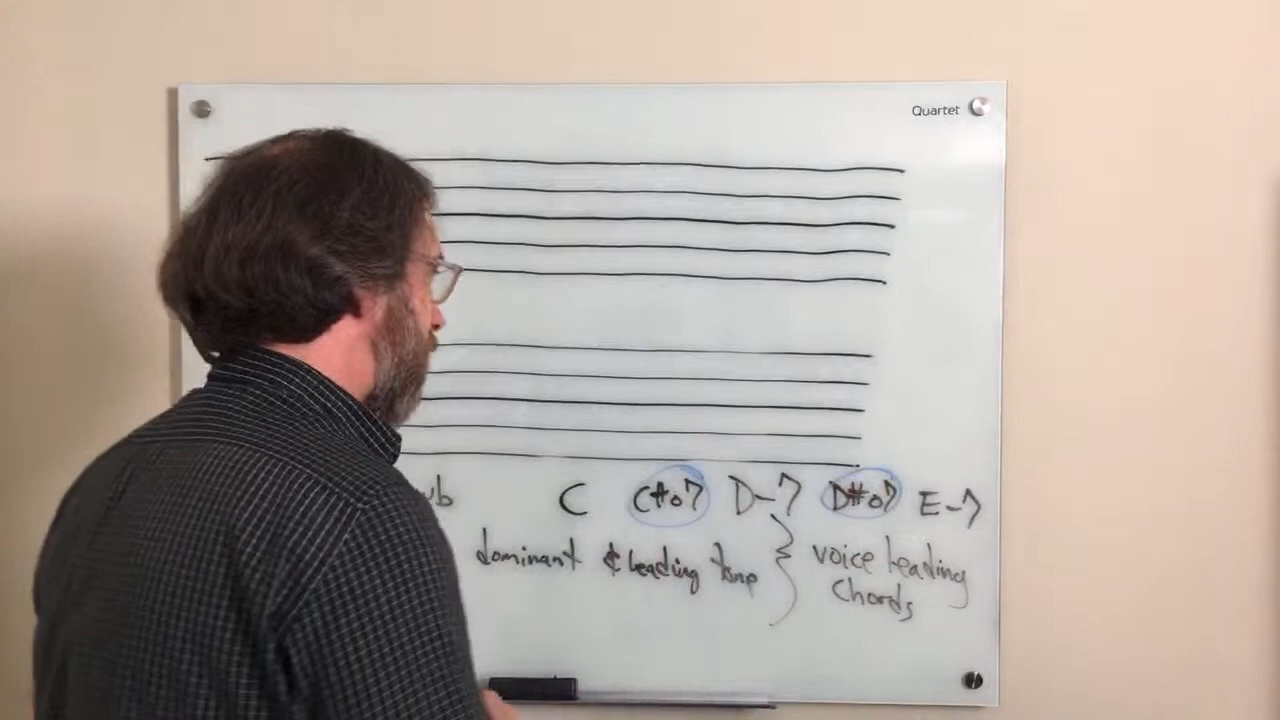 Quartet
C C#o7 D-7 D#o7 E-7
dominant & leading tone } voice leading
Chords